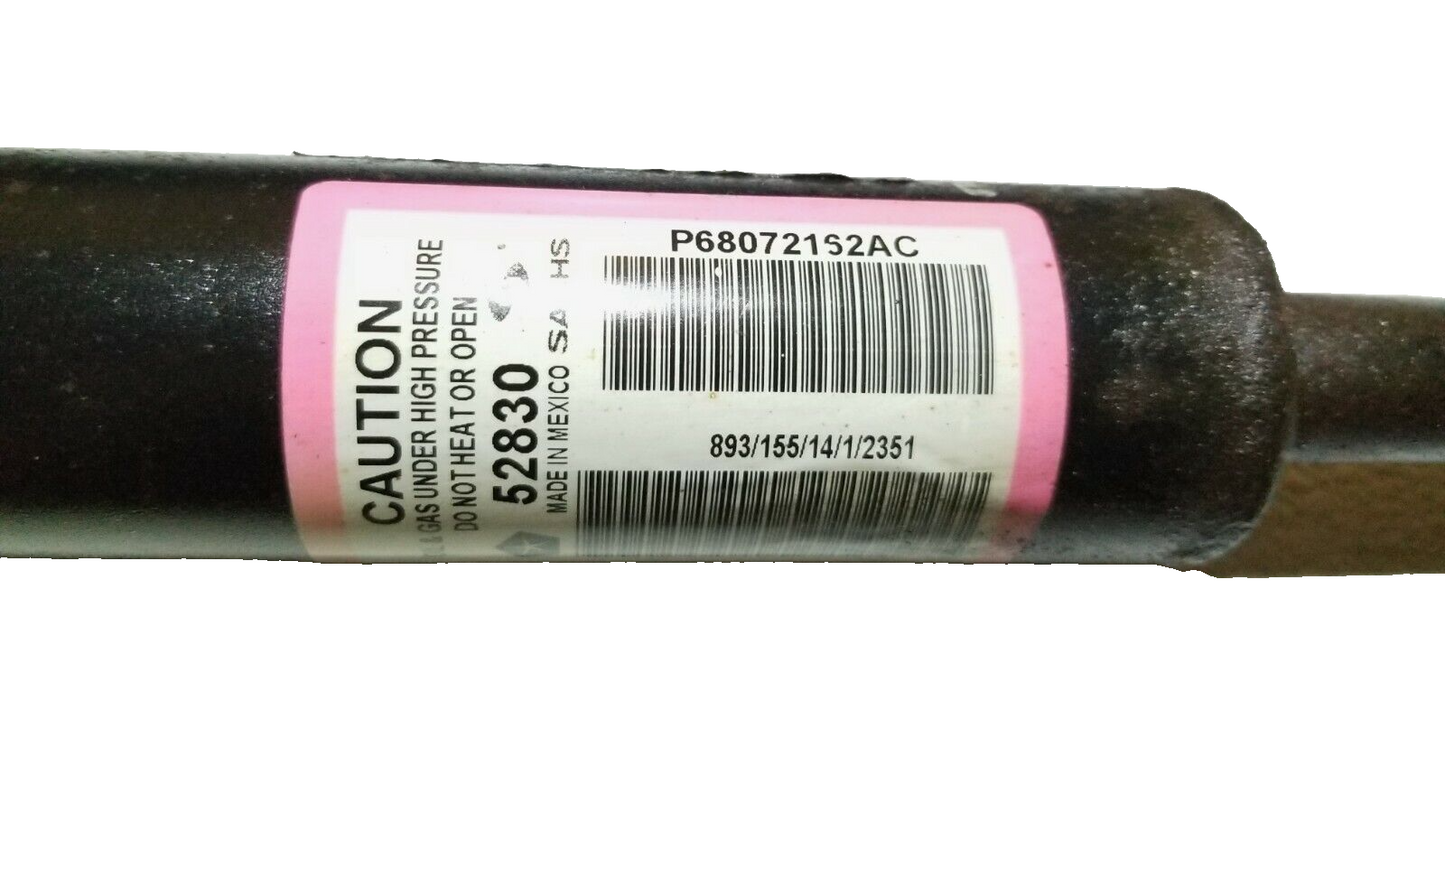 CAUTION
& GAS UNDER HIGH PRESSURE
DO NOT HEAT OR OPEN
52830
MADE IN MEXICO
P68072162AC
893/155/14/1/2351